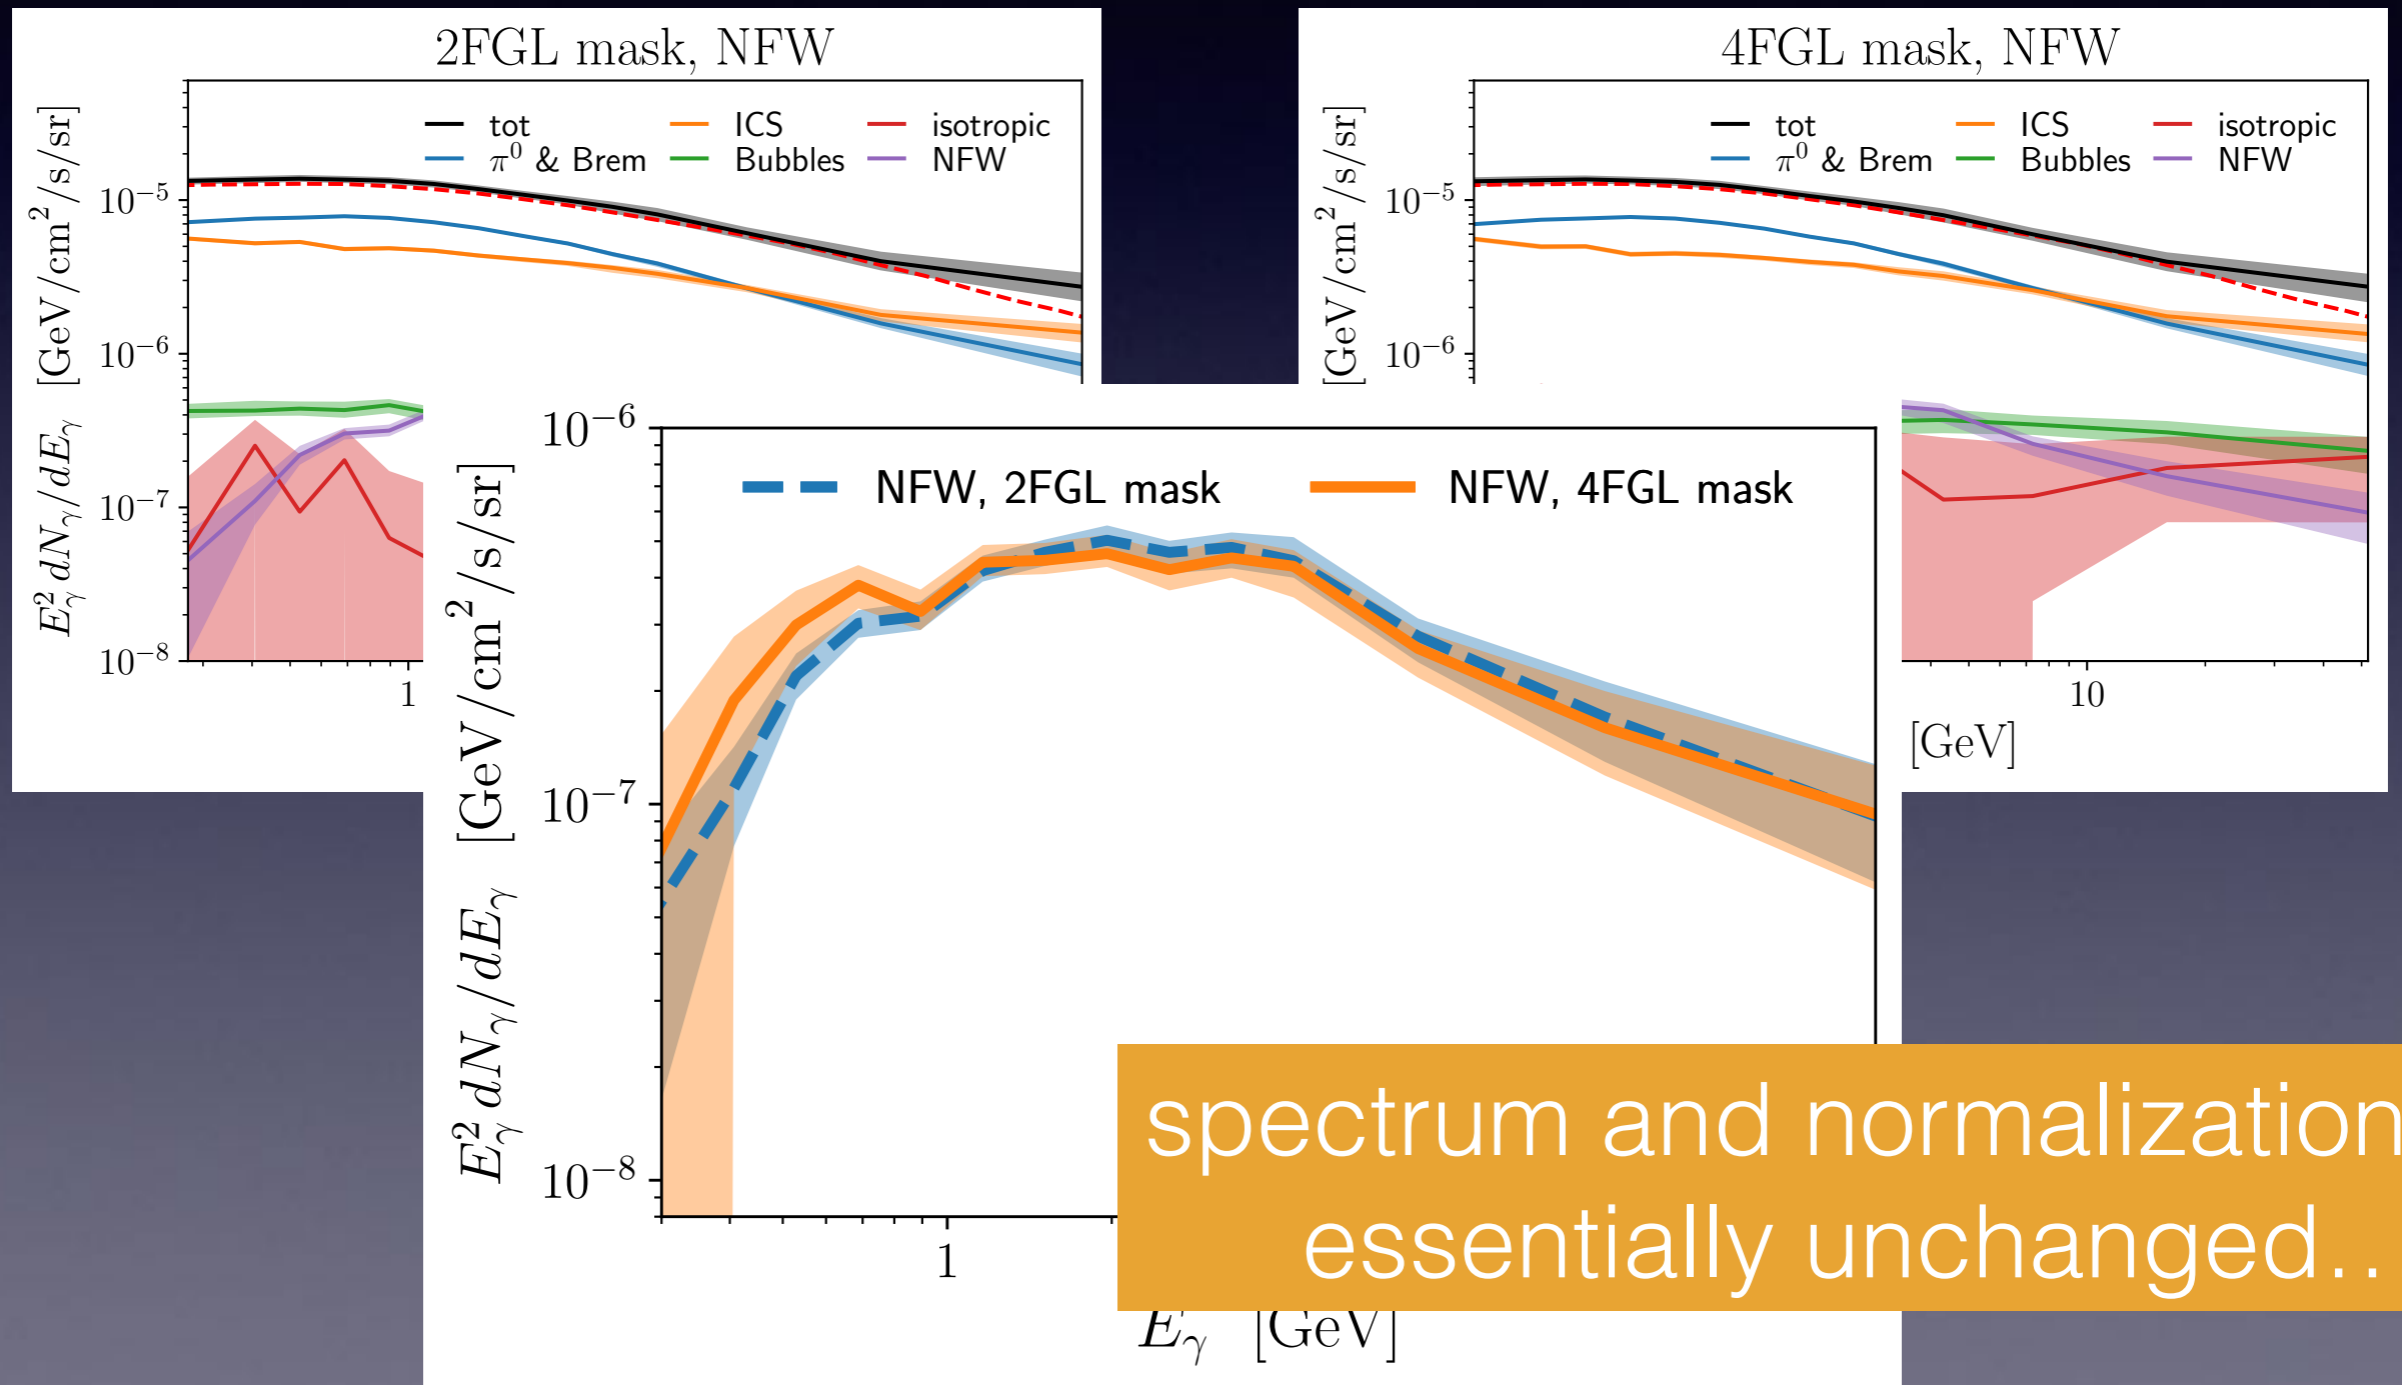 2FGL mask, NFW
tot
ICS
isotropic
π⁰ & Brem
Bubbles
NFW
E²γ dNγ/dEγ [GeV/cm²/s/sr]
10⁻⁵
10⁻⁶
10⁻⁷
10⁻⁸
1
4FGL mask, NFW
tot
ICS
isotropic
π⁰ & Brem
Bubbles
NFW
[GeV/cm²/s/sr]
10⁻⁵
10⁻⁶
10
[GeV]
NFW, 2FGL mask
NFW, 4FGL mask
E²γ dNγ/dEγ [GeV/cm²/s/sr]
10⁻⁶
10⁻⁷
10⁻⁸
1
Eγ [GeV]
spectrum and normalization
essentially unchanged..